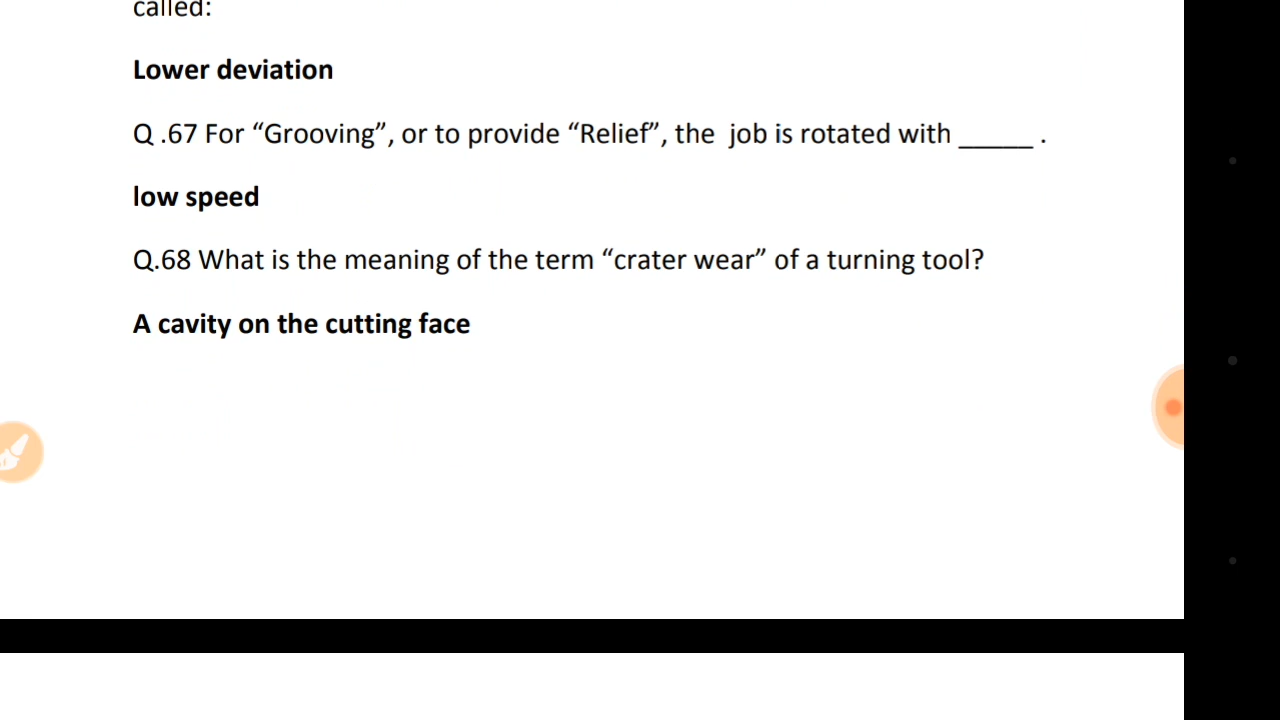 called:
Lower deviation
Q .67 For “Grooving”, or to provide “Relief”, the  job is rotated with _____ .
low speed
Q.68 What is the meaning of the term “crater wear” of a turning tool?
A cavity on the cutting face